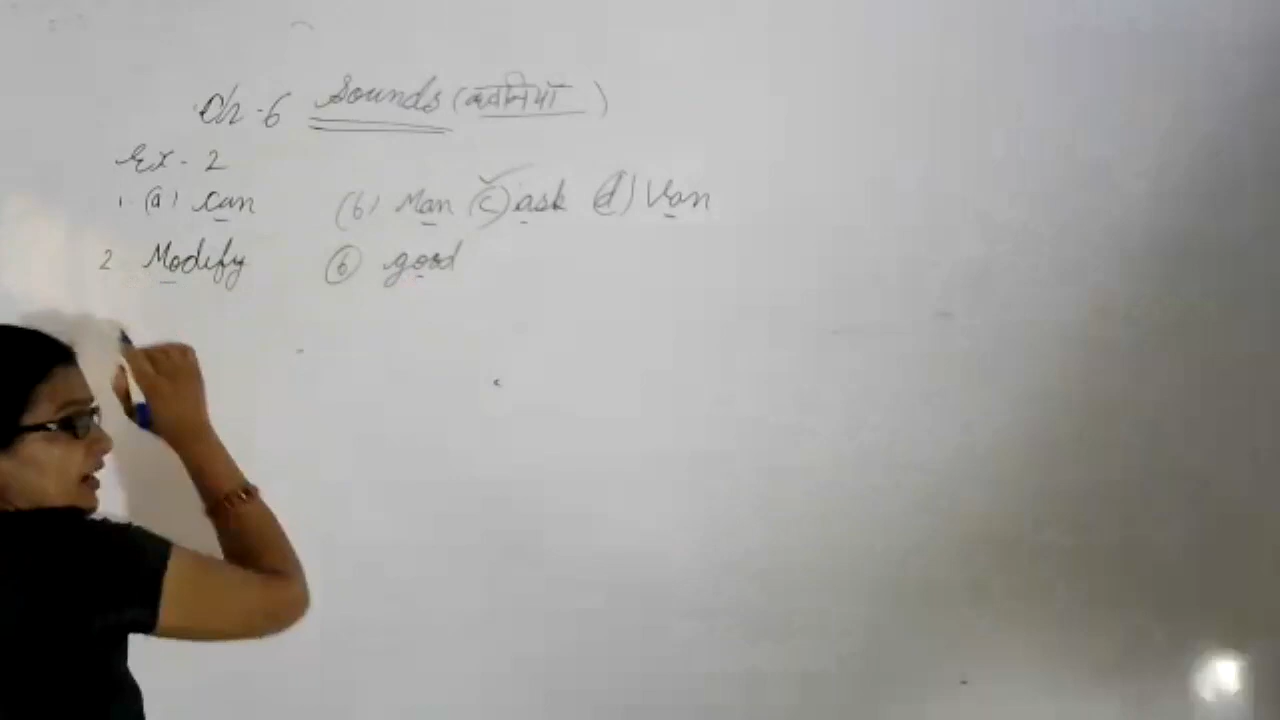 Ch-6 Sounds (ध्वनियाँ)
Ex-2
1. (a) can (b) Man (c) ask (d) Van
2 Modify (b) good